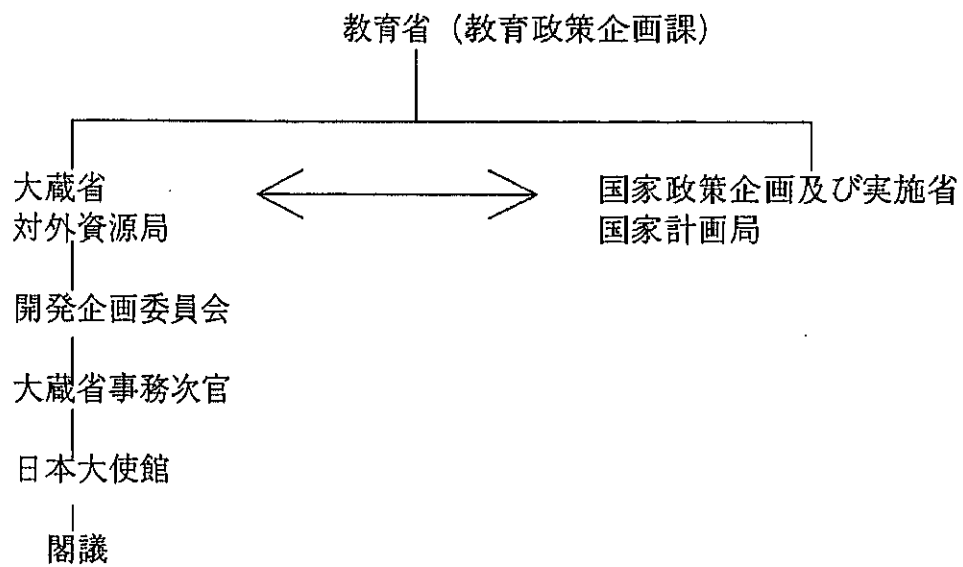 教育省（教育政策企画課）
大蔵省
対外資源局
国家政策企画及び実施省
国家計画局
開発企画委員会
大蔵省事務次官
日本大使館
閣議